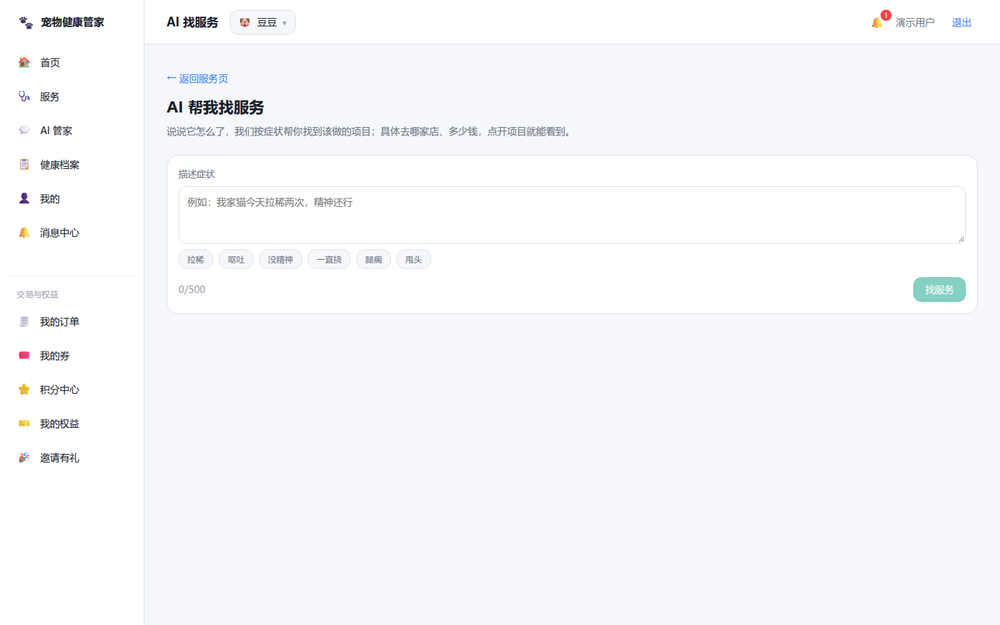 宠物健康管家
首页
服务
AI 管家
健康档案
我的
消息中心
交易与权益
我的订单
我的券
积分中心
我的权益
邀请有礼
AI 找服务
豆豆
1
演示用户
退出
← 返回服务页
AI 帮我找服务
说说它怎么了，我们按症状帮你找到该做的项目；具体去哪家店、多少钱，点开项目就能看到。
描述症状
例如：我家猫今天拉稀两次，精神还行
拉稀 呕吐 没精神 一直挠 腿瘸 甩头
0/500
找服务